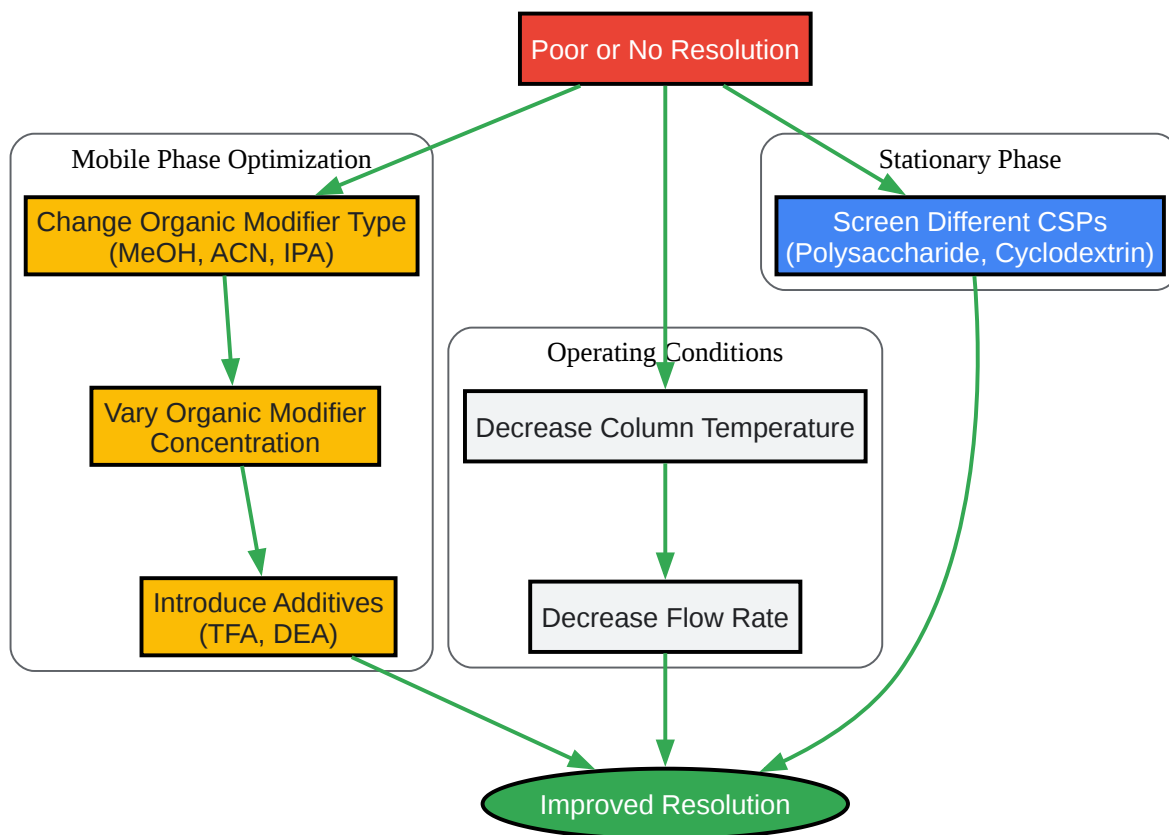 Poor or No Resolution
Mobile Phase Optimization
Change Organic Modifier Type
(MeOH, ACN, IPA)
Vary Organic Modifier
Concentration
Introduce Additives
(TFA, DEA)
Operating Conditions
Decrease Column Temperature
Decrease Flow Rate
Stationary Phase
Screen Different CSPs
(Polysaccharide, Cyclodextrin)
Improved Resolution